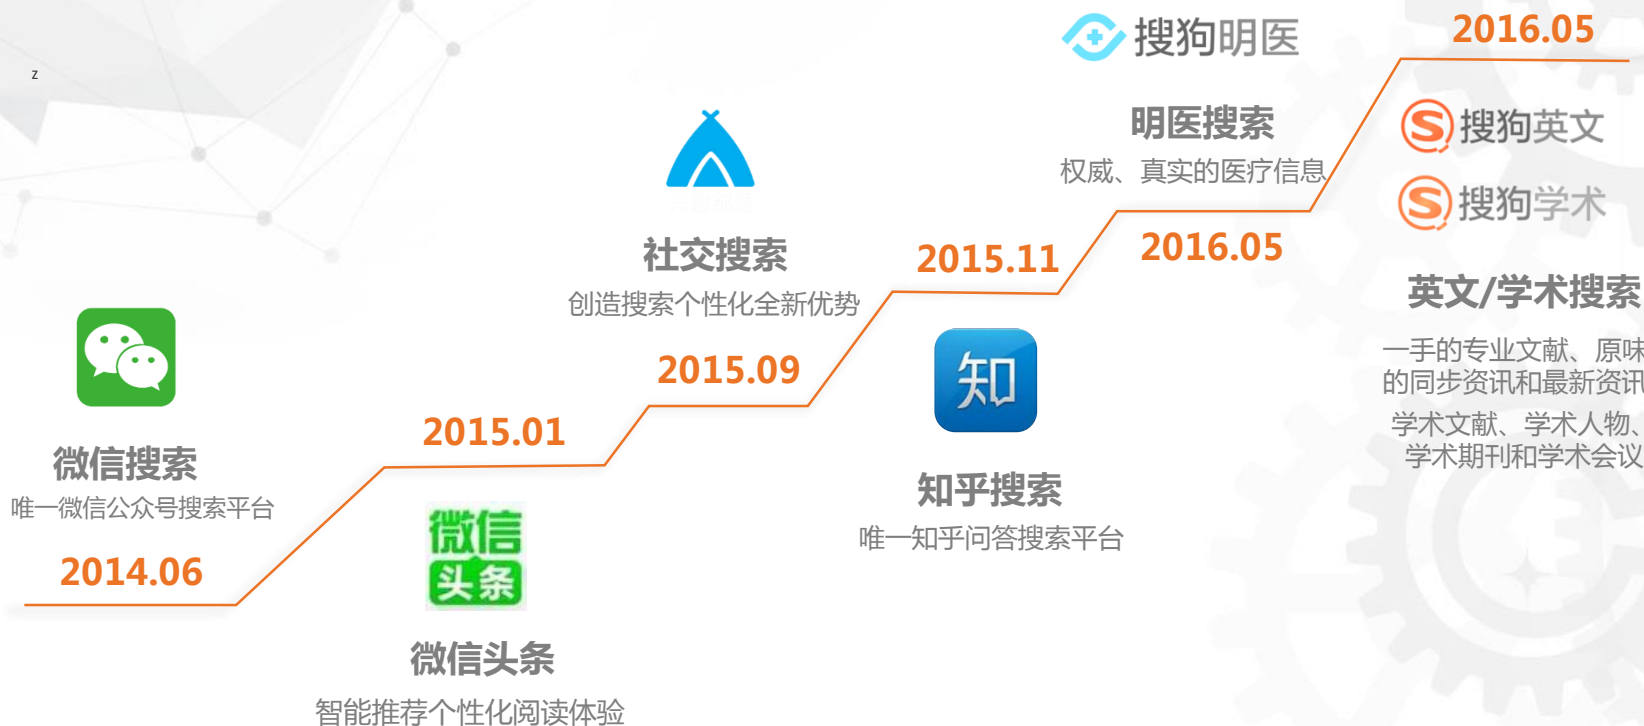 z
微信搜索
唯一微信公众号搜索平台
2014.06
2015.01
微信
头条
微信头条
智能推荐个性化阅读体验
社交搜索
创造搜索个性化全新优势
2015.09
2015.11
知
知乎搜索
唯一知乎问答搜索平台
搜狗明医
明医搜索
权威、真实的医疗信息
2016.05
2016.05
S搜狗英文
S搜狗学术
英文/学术搜索
一手的专业文献、原味
的同步资讯和最新资讯
学术文献、学术人物、
学术期刊和学术会议